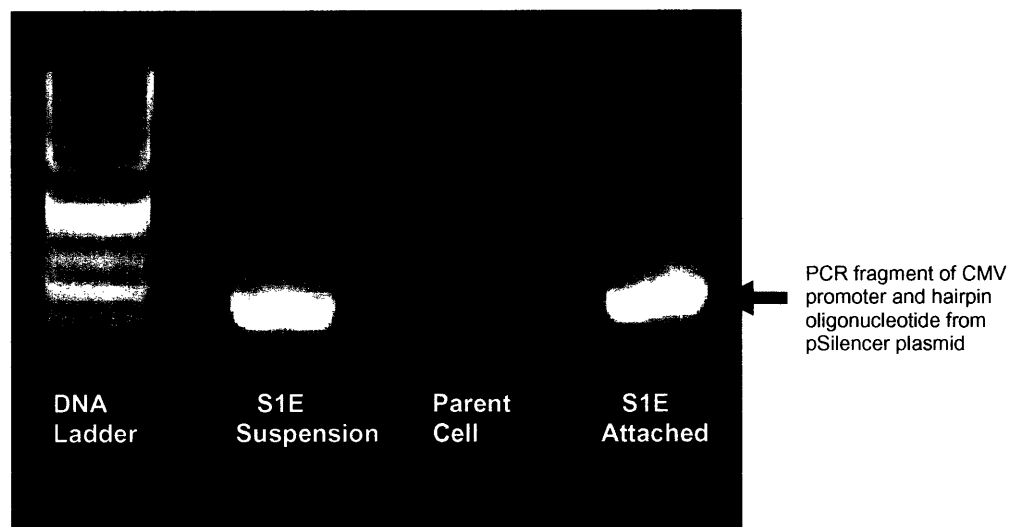 DNA
Ladder
S1E
Suspension
Parent
Cell
S1E
Attached
PCR fragment of CMV
promoter and hairpin
oligonucleotide from
pSilencer plasmid